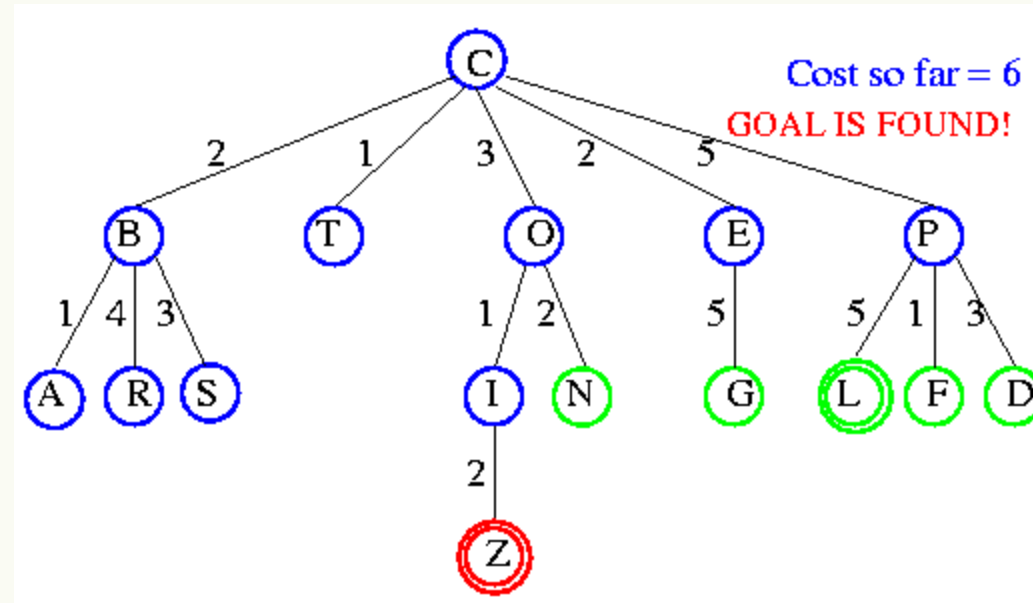 C
Cost so far = 6
GOAL IS FOUND!
2 1 3 2 5
B T O E P
1 4 3 1 2 5 5 1 3
A R S I N G L F D
2
Z